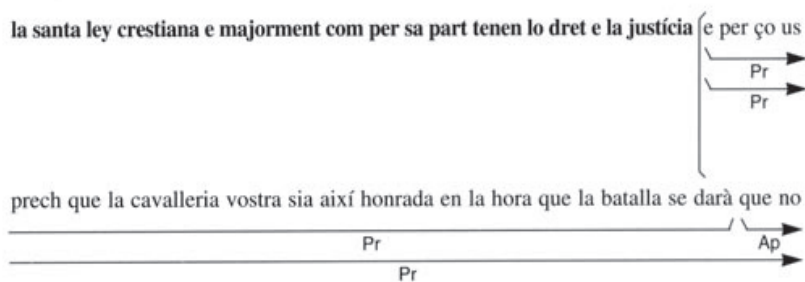 la santa ley crestiana e majorment com per sa part tenen lo dret e la justícia (e per ço us
Pr
Pr
prech que la cavalleria vostra sia així honrada en la hora que la batalla se darà que no
Pr
Ap
Pr